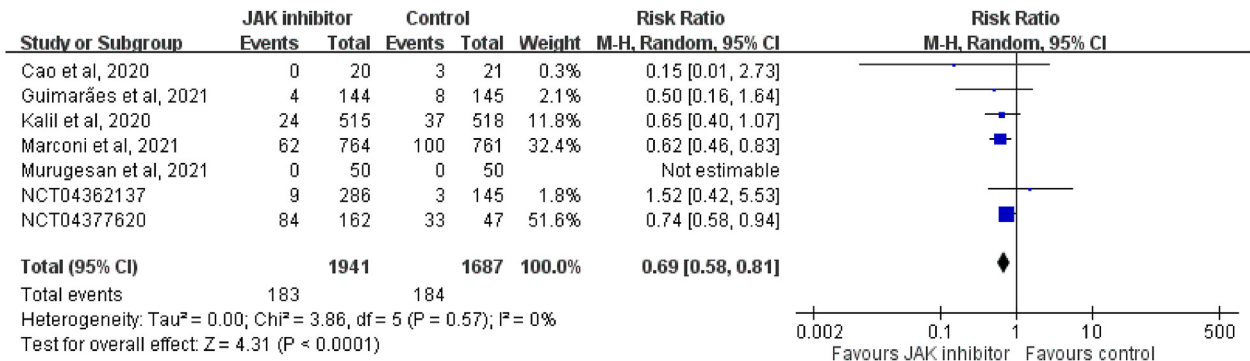 JAK inhibitor Control Risk Ratio Risk Ratio
Study or Subgroup Events Total Events Total Weight M-H, Random, 95% CI M-H, Random, 95% CI
Cao et al, 2020 0 20 3 21 0.3% 0.15 [0.01, 2.73]
Guimarães et al, 2021 4 144 8 145 2.1% 0.50 [0.16, 1.64]
Kalil et al, 2020 24 515 37 518 11.8% 0.65 [0.40, 1.07]
Marconi et al, 2021 62 764 100 761 32.4% 0.62 [0.46, 0.83]
Murugesan et al, 2021 0 50 0 50 Not estimable
NCT04362137 9 286 3 145 1.8% 1.52 [0.42, 5.53]
NCT04377620 84 162 33 47 51.6% 0.74 [0.58, 0.94]
Total (95% CI) 1941 1687 100.0% 0.69 [0.58, 0.81]
Total events 183 184
Heterogeneity: Tau² = 0.00; Chi² = 3.86, df = 5 (P = 0.57); I² = 0%
Test for overall effect: Z = 4.31 (P < 0.0001)
0.002 0.1 1 10 500
Favours JAK inhibitor Favours control